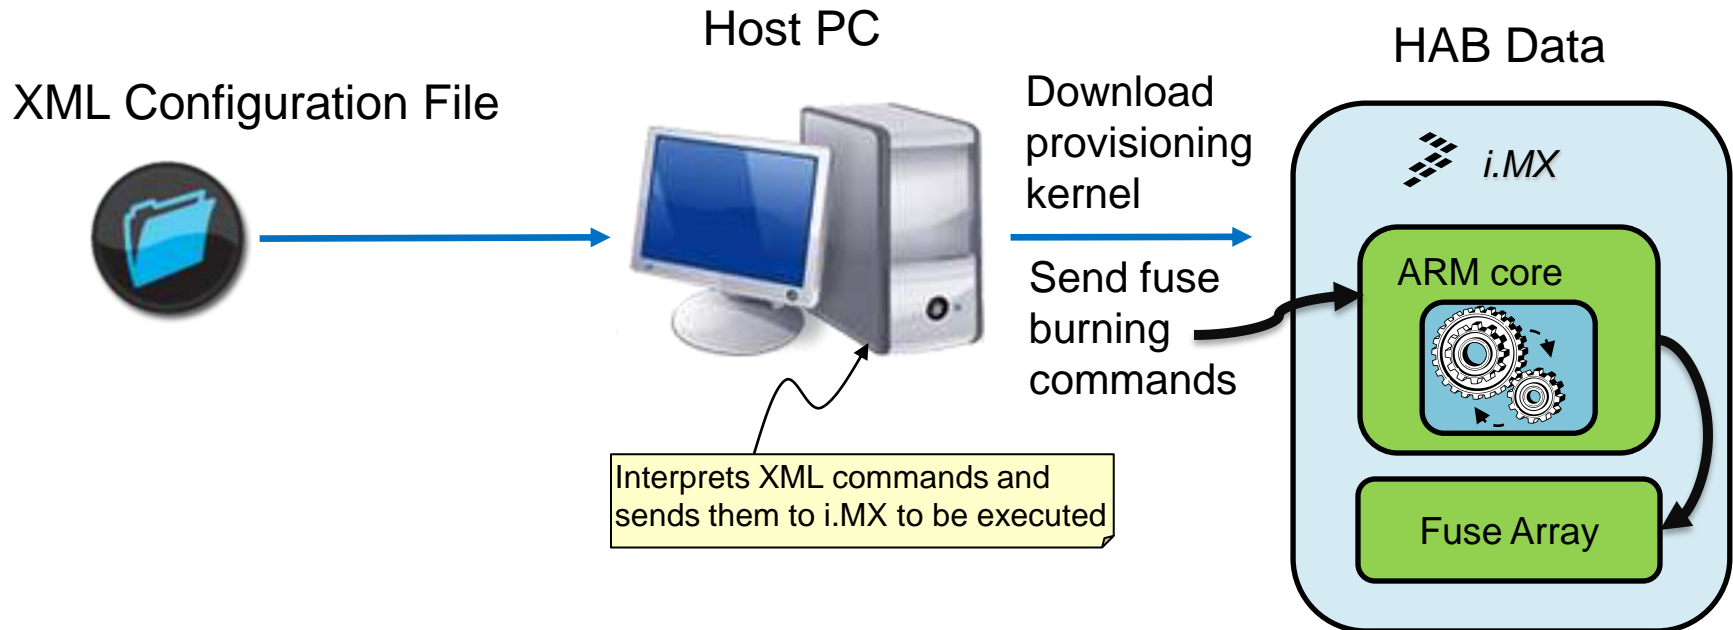 Host PC
HAB Data
XML Configuration File
Download
provisioning
kernel
i.MX
Send fuse
burning
commands
ARM core
Interprets XML commands and
sends them to i.MX to be executed
Fuse Array